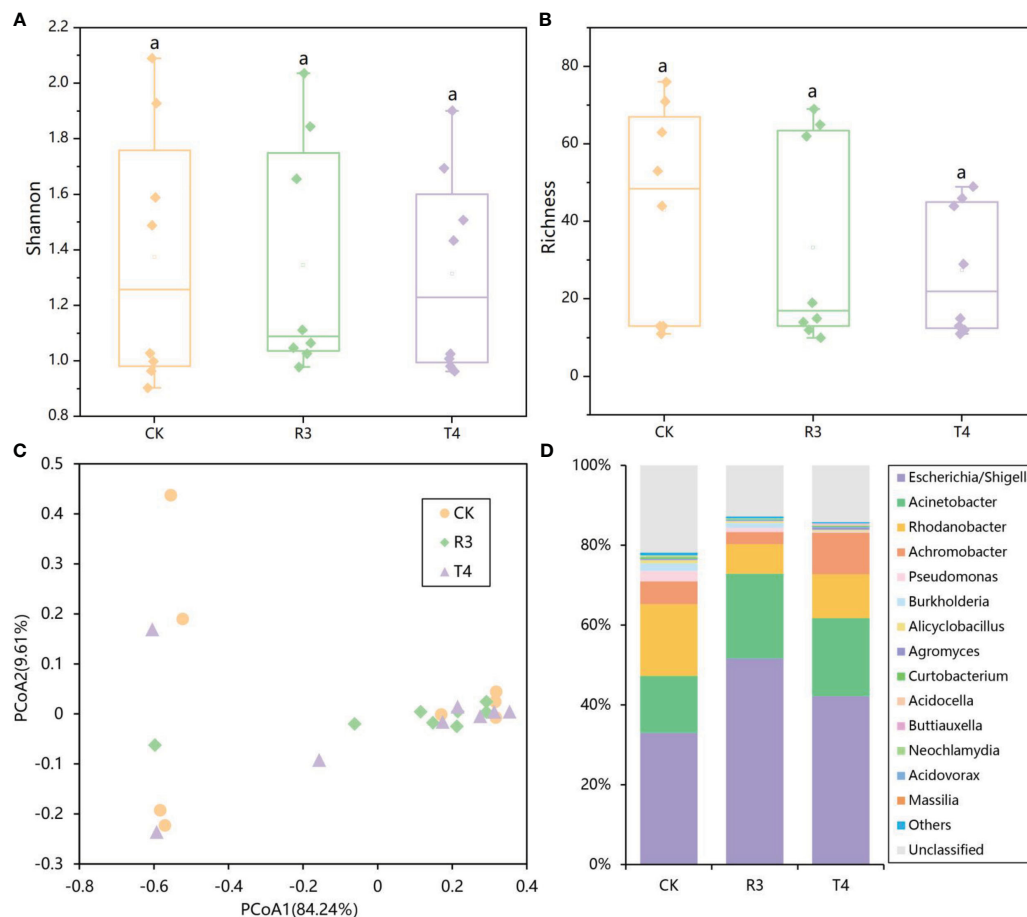 A
2.2
2.0
1.8
1.6
1.4
1.2
1.0
0.8
Shannon
a
a
a
CK
R3
T4
B
80
60
40
20
0
Richness
a
a
a
CK
R3
T4
C
0.5
0.4
0.3
0.2
0.1
0
-0.1
-0.2
-0.3
PCoA2(9.61%)
-0.8
-0.6
-0.4
-0.2
0
0.2
0.4
PCoA1(84.24%)
CK
R3
T4
D
100%
80%
60%
40%
20%
0%
CK
R3
T4
Escherichia/Shigell
Acinetobacter
Rhodanobacter
Achromobacter
Pseudomonas
Burkholderia
Alicyclobacillus
Agromyces
Curtobacterium
Acidocella
Buttiauxella
Neochlamydia
Acidovorax
Massilia
Others
Unclassified